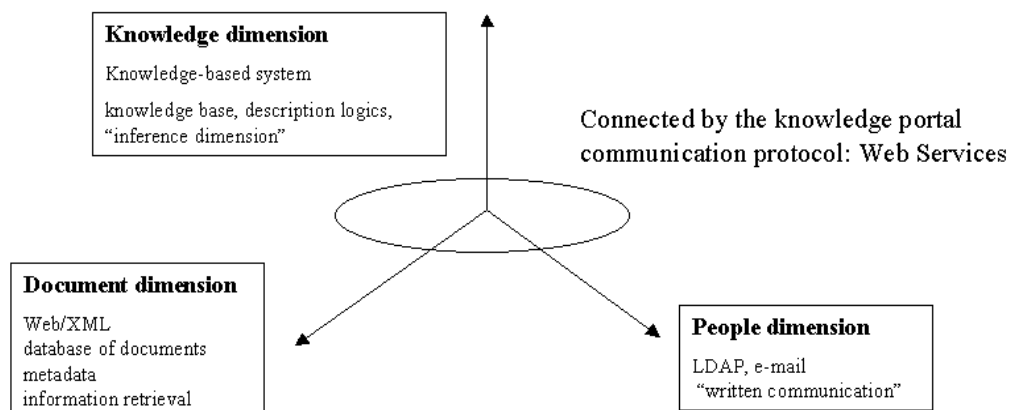 Knowledge dimension
Knowledge-based system
knowledge base, description logics,
“inference dimension”
Connected by the knowledge portal
communication protocol: Web Services
Document dimension
Web/XML
database of documents
metadata
information retrieval
People dimension
LDAP, e-mail
“written communication”